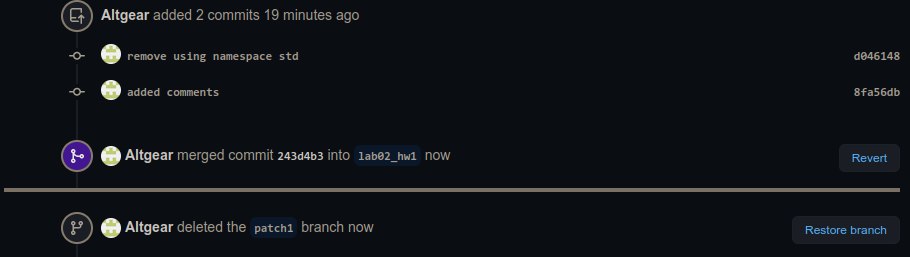 Altgear added 2 commits 19 minutes ago
remove using namespace std d046148
added comments 8fa56db
Altgear merged commit 243d4b3 into lab02_hw1 now Revert
Altgear deleted the patch1 branch now Restore branch